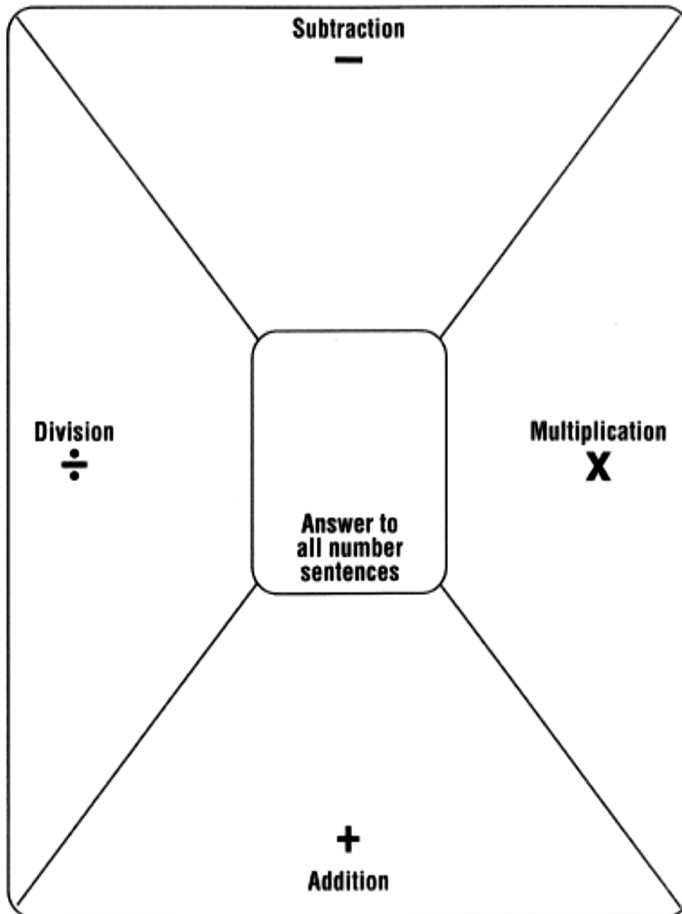 Subtraction
−
Division
÷
Multiplication
X
Answer to
all number
sentences
+
Addition